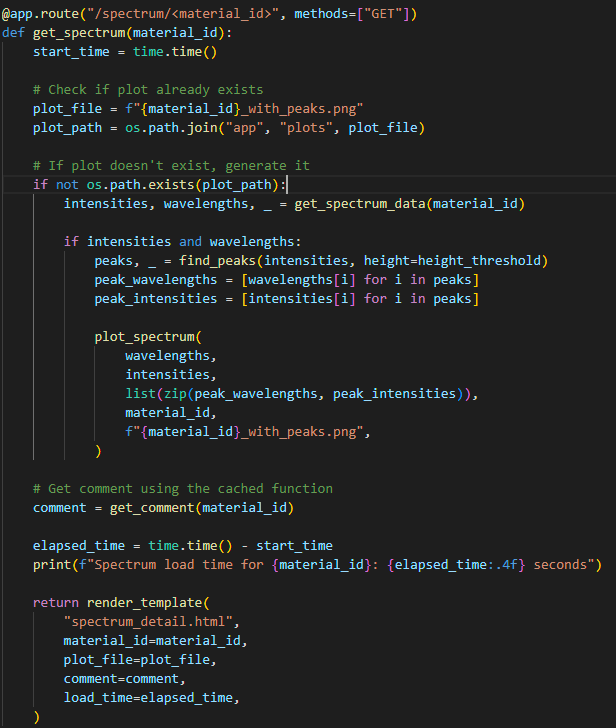 @app.route("/spectrum/<material_id>", methods=["GET"])
def get_spectrum(material_id):
    start_time = time.time()

    # Check if plot already exists
    plot_file = f"{material_id}_with_peaks.png"
    plot_path = os.path.join("app", "plots", plot_file)

    # If plot doesn't exist, generate it
    if not os.path.exists(plot_path):
        intensities, wavelengths, _ = get_spectrum_data(material_id)

        if intensities and wavelengths:
            peaks, _ = find_peaks(intensities, height=height_threshold)
            peak_wavelengths = [wavelengths[i] for i in peaks]
            peak_intensities = [intensities[i] for i in peaks]

            plot_spectrum(
                wavelengths,
                intensities,
                list(zip(peak_wavelengths, peak_intensities)),
                material_id,
                f"{material_id}_with_peaks.png",
            )

    # Get comment using the cached function
    comment = get_comment(material_id)

    elapsed_time = time.time() - start_time
    print(f"Spectrum load time for {material_id}: {elapsed_time:.4f} seconds")

    return render_template(
        "spectrum_detail.html",
        material_id=material_id,
        plot_file=plot_file,
        comment=comment,
        load_time=elapsed_time,
    )